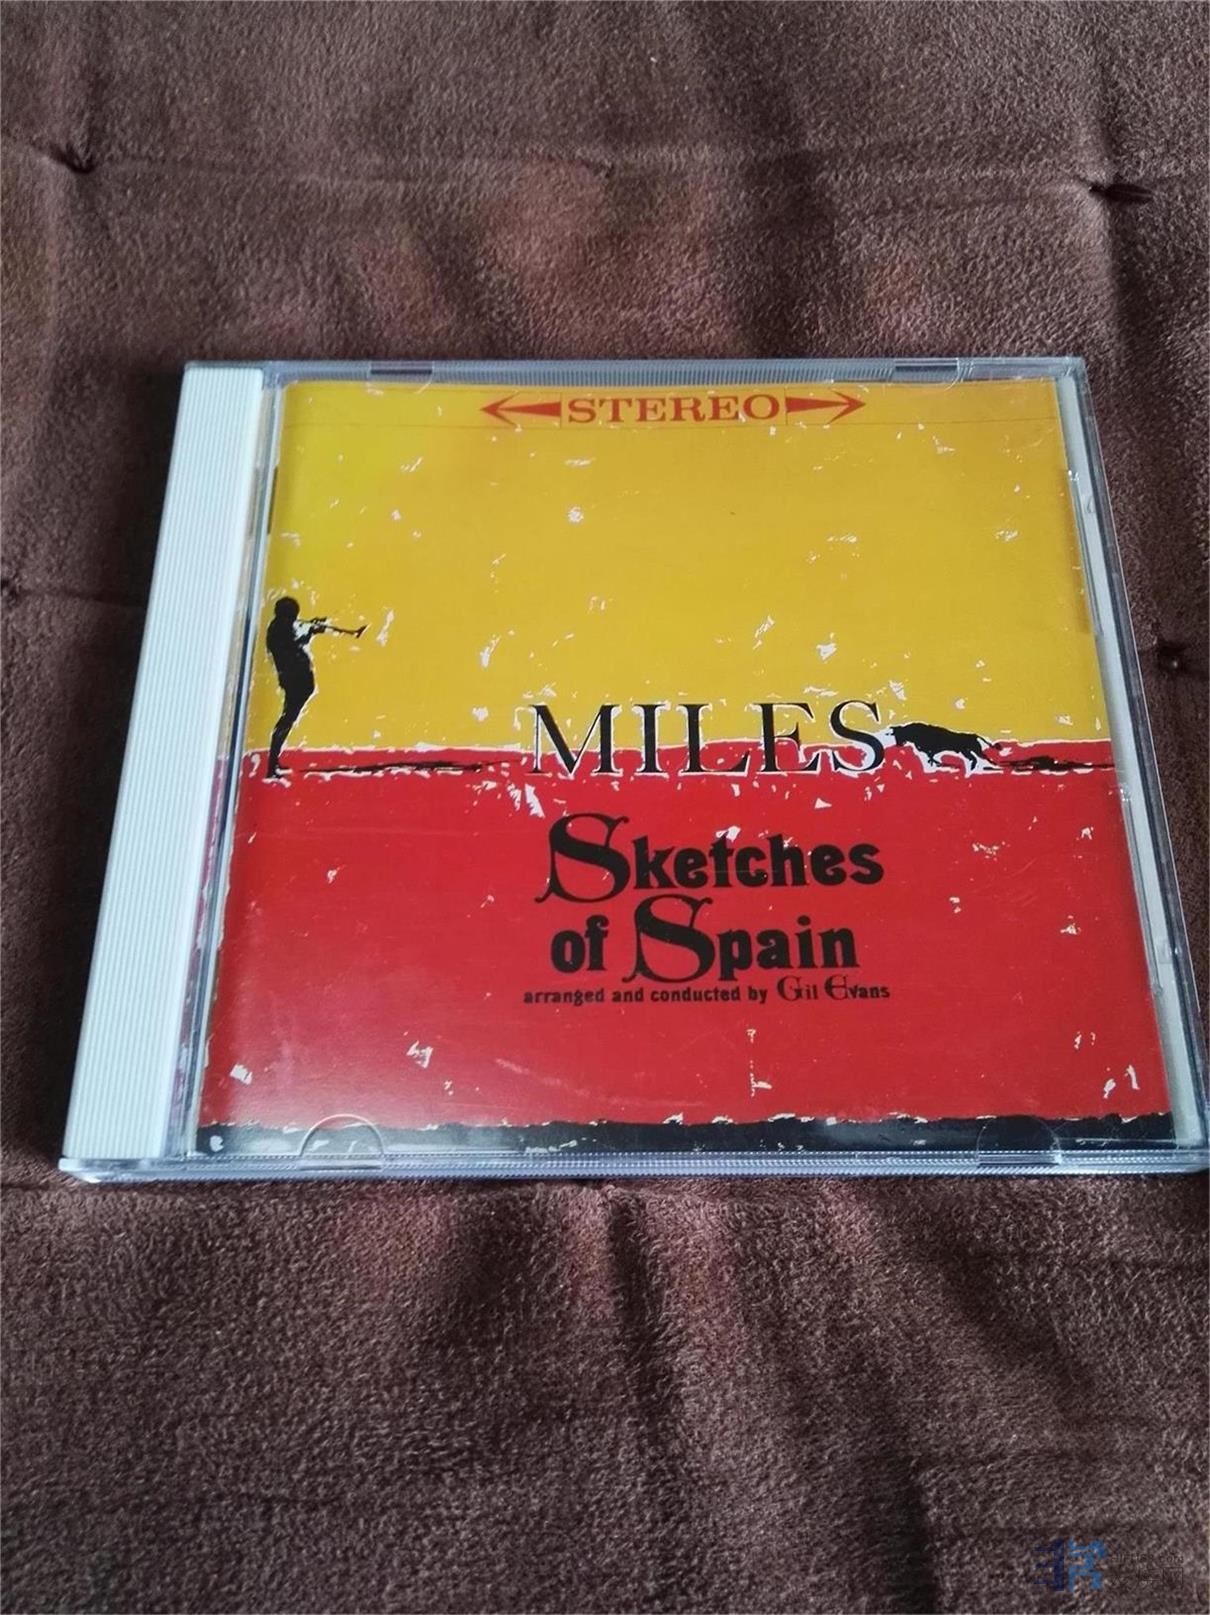 STEREO
MILES
Sketches
of Spain
arranged and conducted by Gil Evans